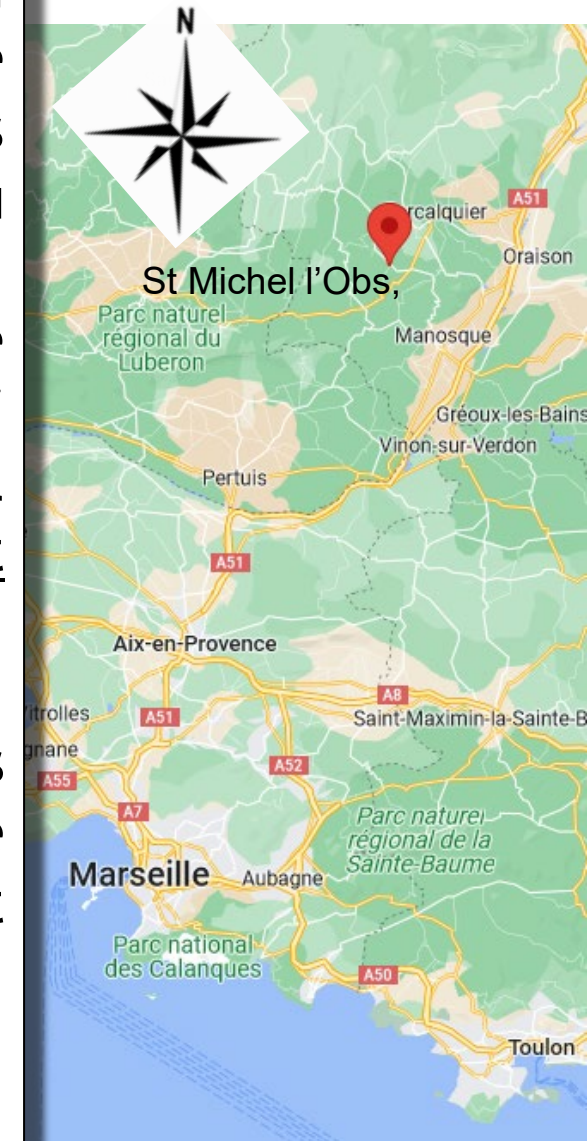 N
rcalquier
A51
Oraison
St Michel l’Obs,
Parc naturel
régional du
Luberon
Manosque
Gréoux-les-Bains
Vinon-sur-Verdon
Pertuis
A51
Aix-en-Provence
A8
itrolles
A51
Saint-Maximin-la-Sainte-B
gnane
A52
A55
A7
Parc naturel
régional de la
Sainte-Baume
Marseille
Aubagne
Parc national
des Calanques
A50
Toulon